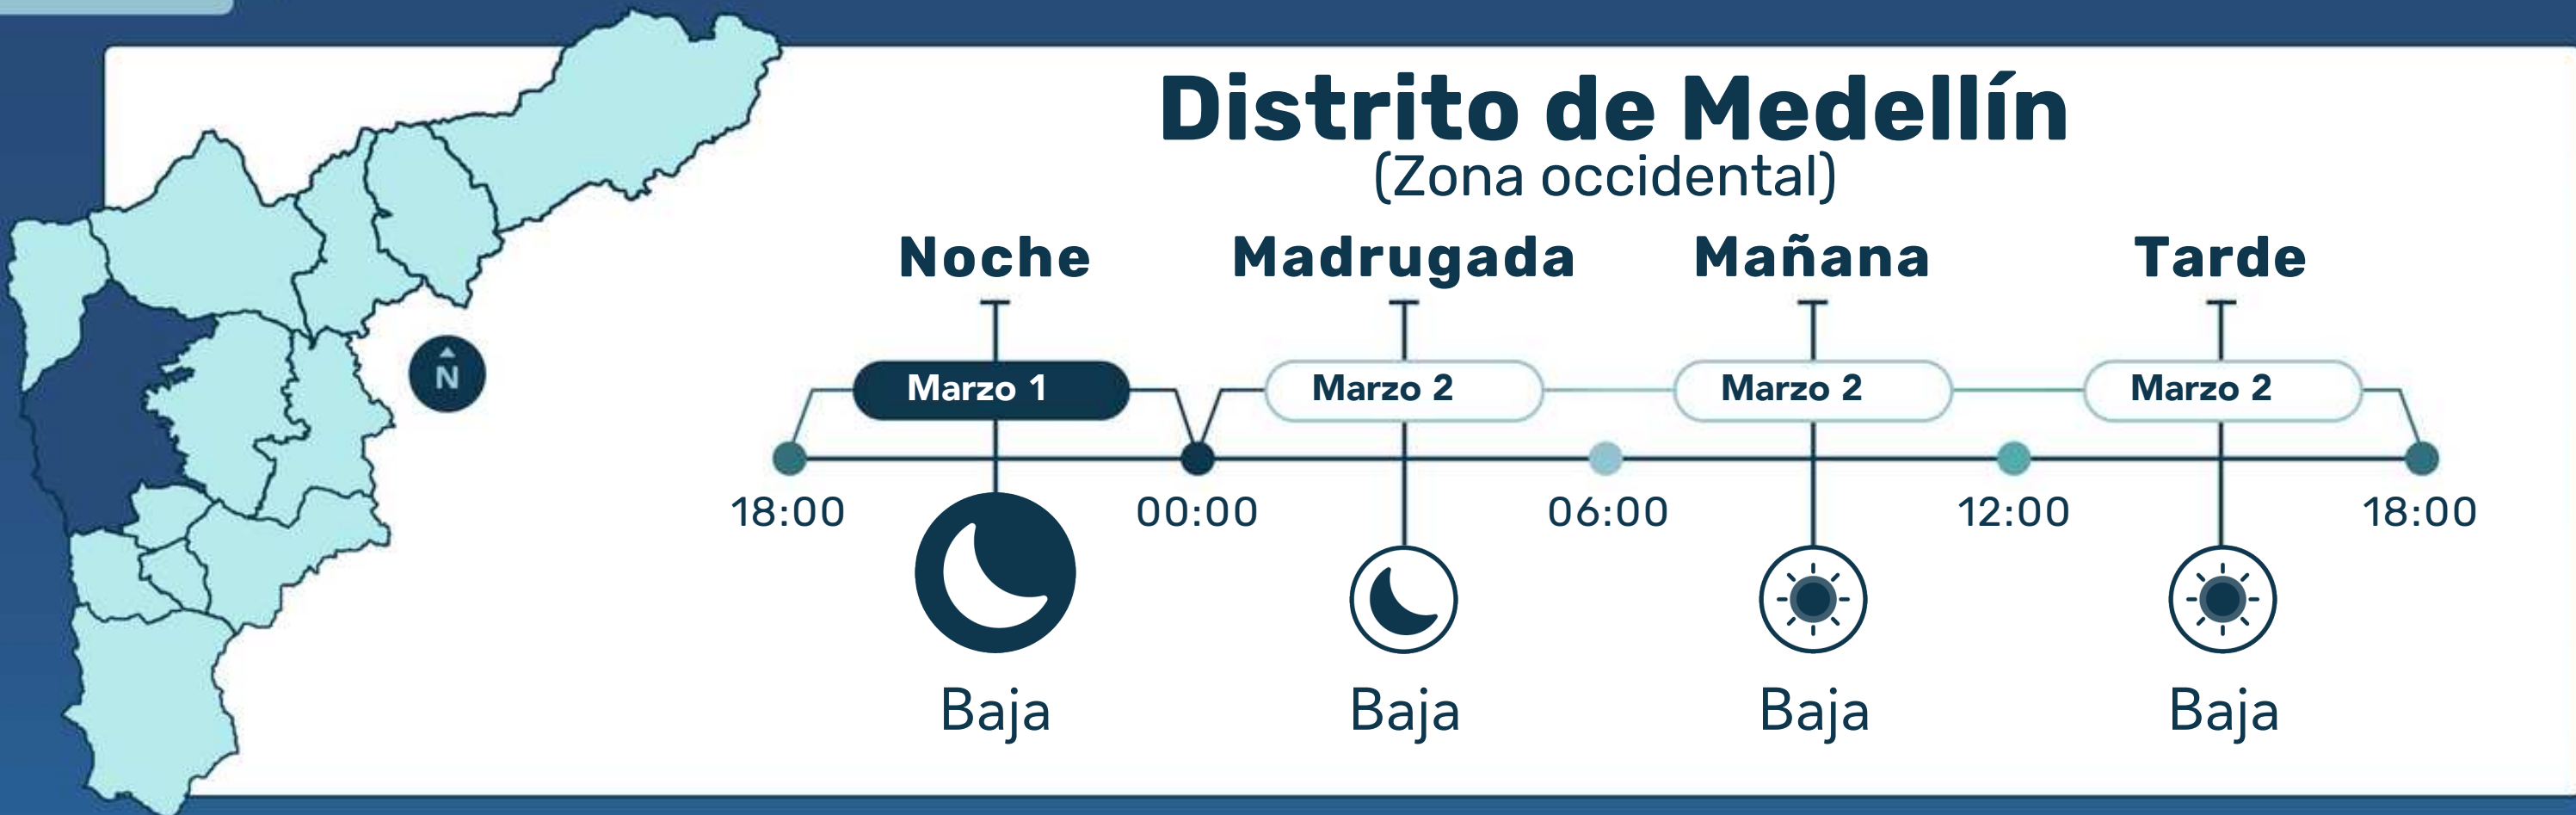 Distrito de Medellín
(Zona occidental)
Noche Madrugada Mañana Tarde
Marzo 1 Marzo 2 Marzo 2 Marzo 2
N
18:00 00:00 06:00 12:00 18:00
Baja Baja Baja Baja